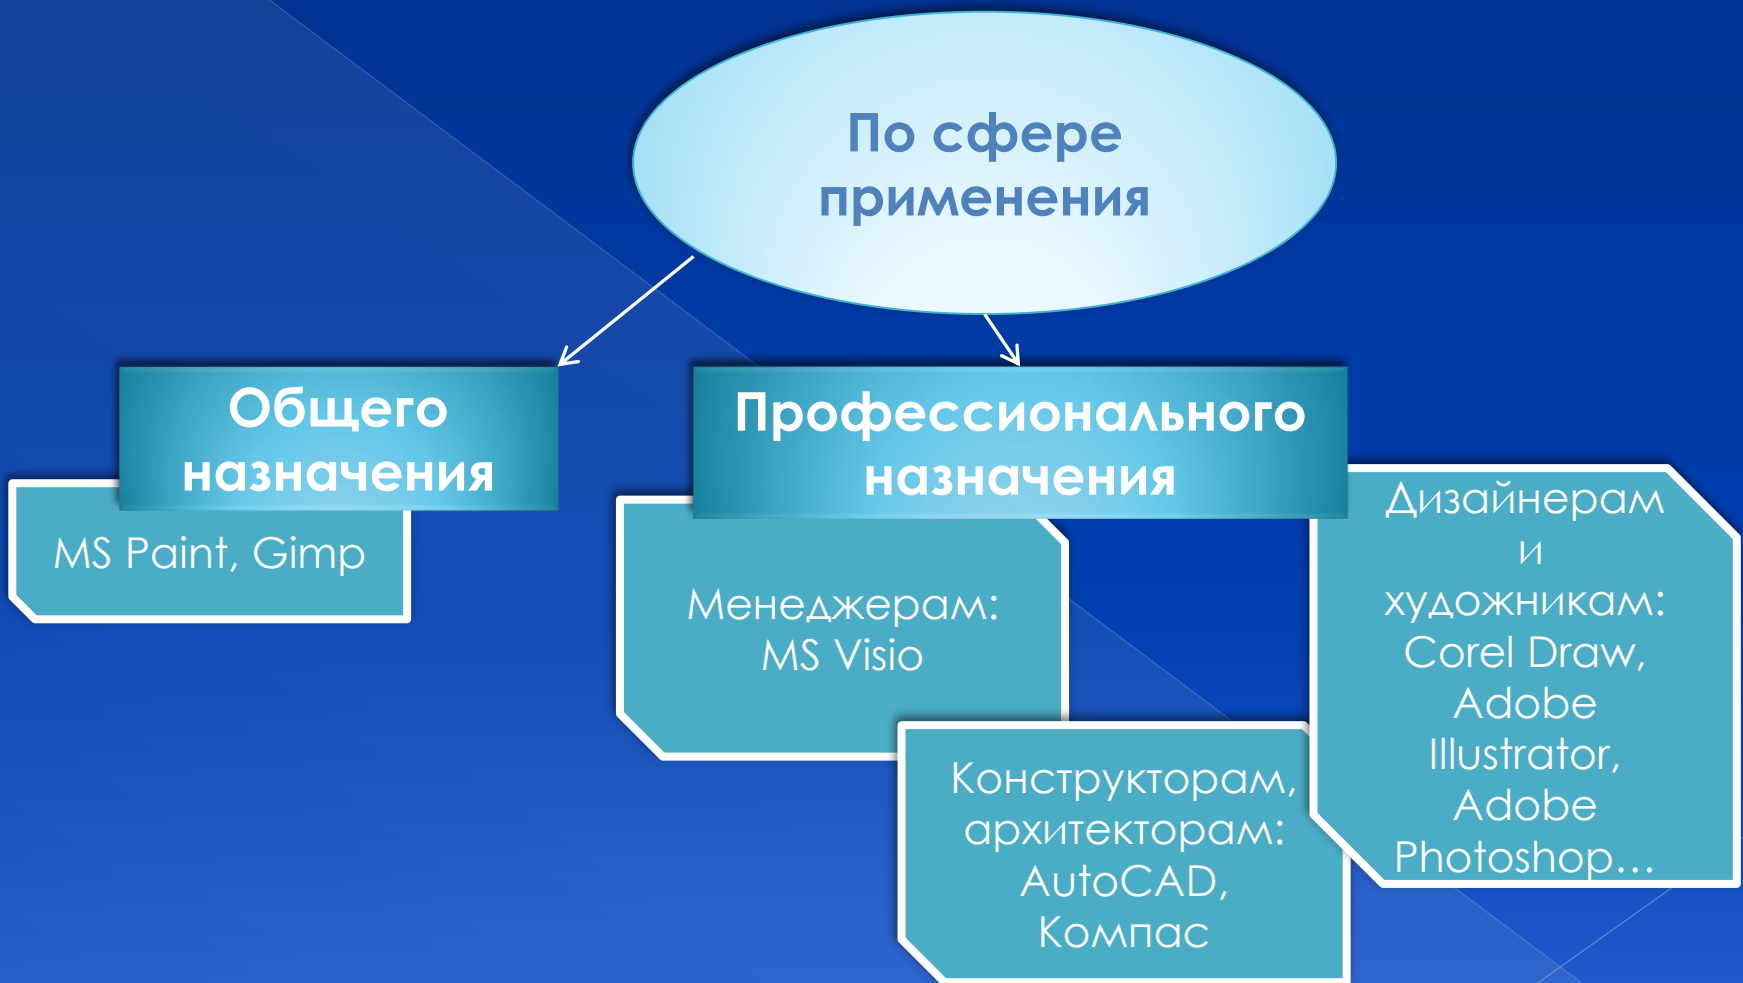 По сфере
применения
Общего
назначения
MS Paint, Gimp
Профессионального
назначения
Менеджерам:
MS Visio
Конструкторам,
архитекторам:
AutoCAD,
Компас
Дизайнерам
и
художникам:
Corel Draw,
Adobe
Illustrator,
Adobe
Photoshop...